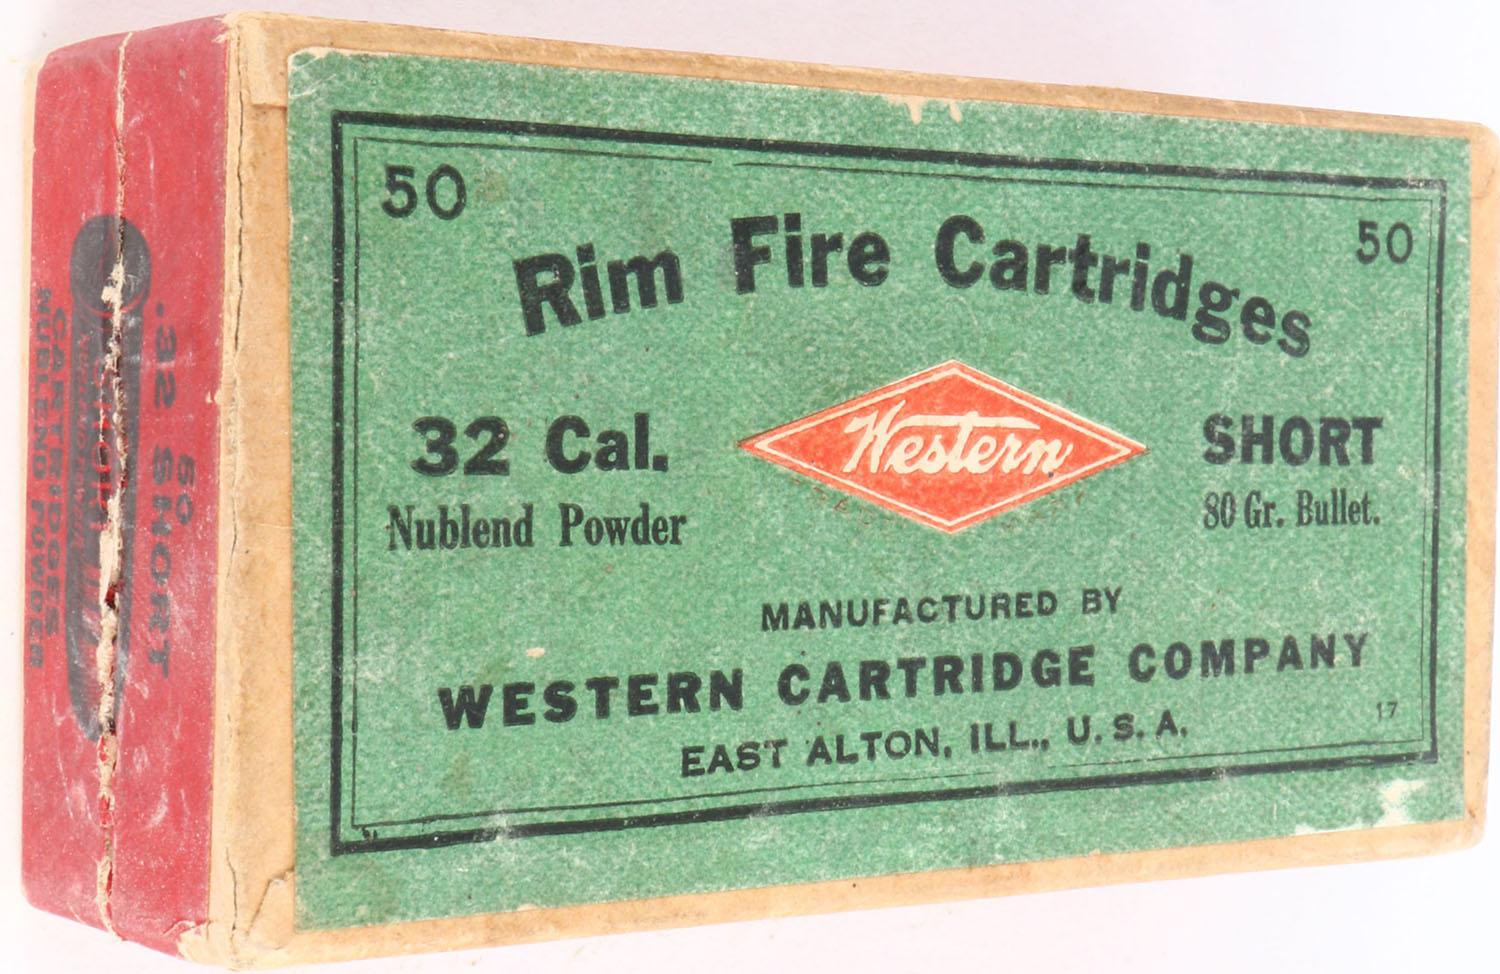 50
50
Rim Fire Cartridges
32 Cal.
Nublend Powder
Western
SHORT
80 Gr. Bullet.
MANUFACTURED BY
WESTERN CARTRIDGE COMPANY
EAST ALTON, ILL., U. S. A.
17
50
.32 SHORT
CARTRIDGES
NUBLEND POWDER